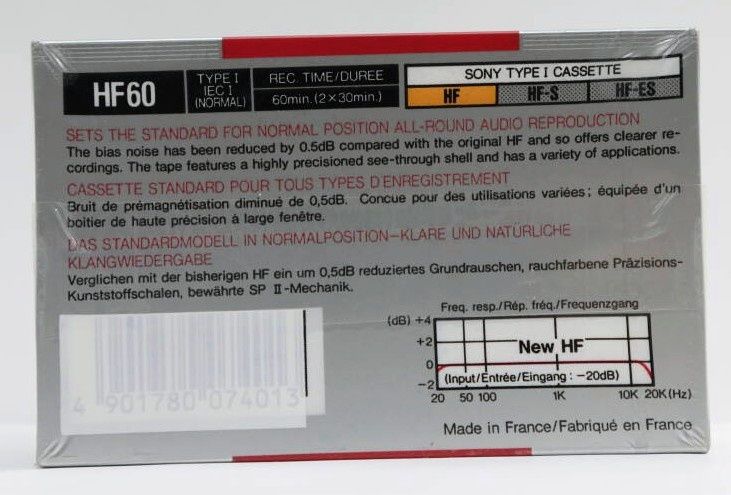 HF60
TYPE I
IEC I
(NORMAL)
REC. TIME/DUREE
60min. (2×30min.)
SONY TYPE I CASSETTE
HF HF-S HF-ES
SETS THE STANDARD FOR NORMAL POSITION ALL-ROUND AUDIO REPRODUCTION
The bias noise has been reduced by 0.5dB compared with the original HF and so offers clearer re-
cordings. The tape features a highly precisioned see-through shell and has a variety of applications.
CASSETTE STANDARD POUR TOUS TYPES D'ENREGISTREMENT
Bruit de prémagnétisation diminué de 0,5dB. Concue pour des utilisations variées; équipée d'un
boitier de haute précision à large fenêtre.
DAS STANDARDMODELL IN NORMALPOSITION–KLARE UND NATÜRLICHE
KLANGWIEDERGABE
Verglichen mit der bisherigen HF ein um 0,5dB reduziertes Grundrauschen, rauchfarbene Präzisions-
Kunststoffschalen, bewährte SP II-Mechanik.
Freq. resp./Rép. fréq./Frequenzgang
(dB) +4
+2
New HF
0
(Input/Entrée/Eingang : −20dB)
−2
20 50 100 1K 10K 20K (Hz)
4 901780 074013
Made in France/Fabriqué en France